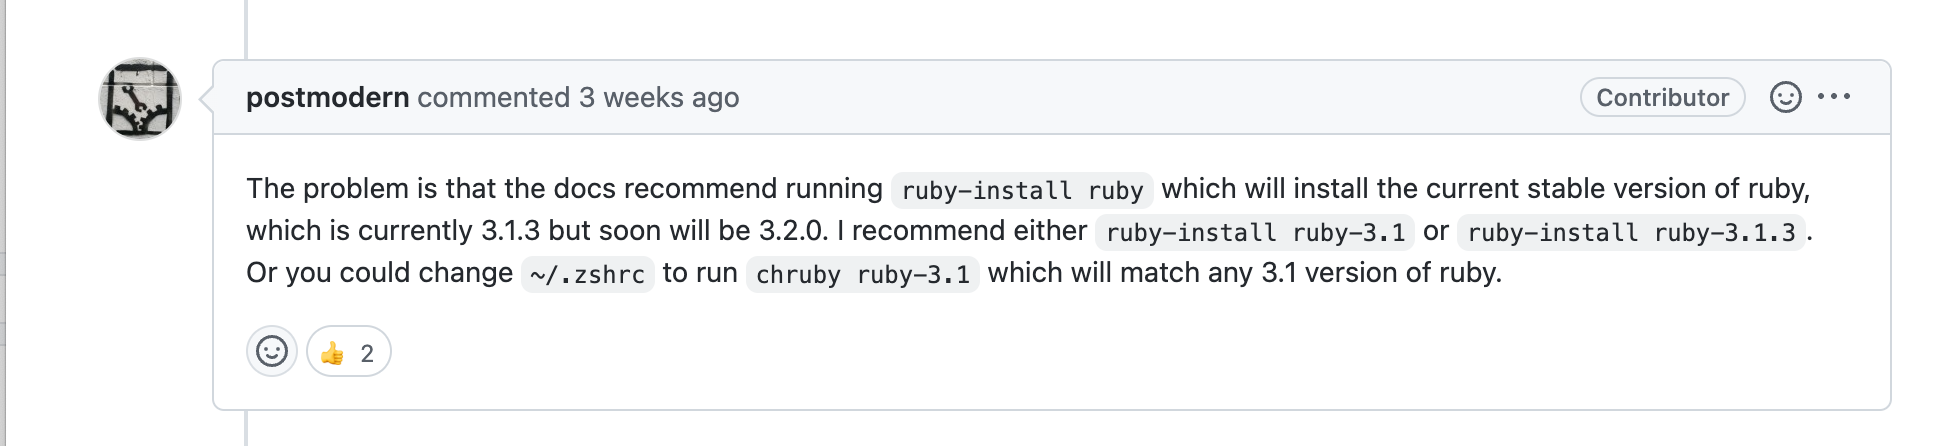 postmodern commented 3 weeks ago Contributor
The problem is that the docs recommend running ruby-install ruby which will install the current stable version of ruby,
which is currently 3.1.3 but soon will be 3.2.0. I recommend either ruby-install ruby-3.1 or ruby-install ruby-3.1.3.
Or you could change ~/.zshrc to run chruby ruby-3.1 which will match any 3.1 version of ruby.
👍 2